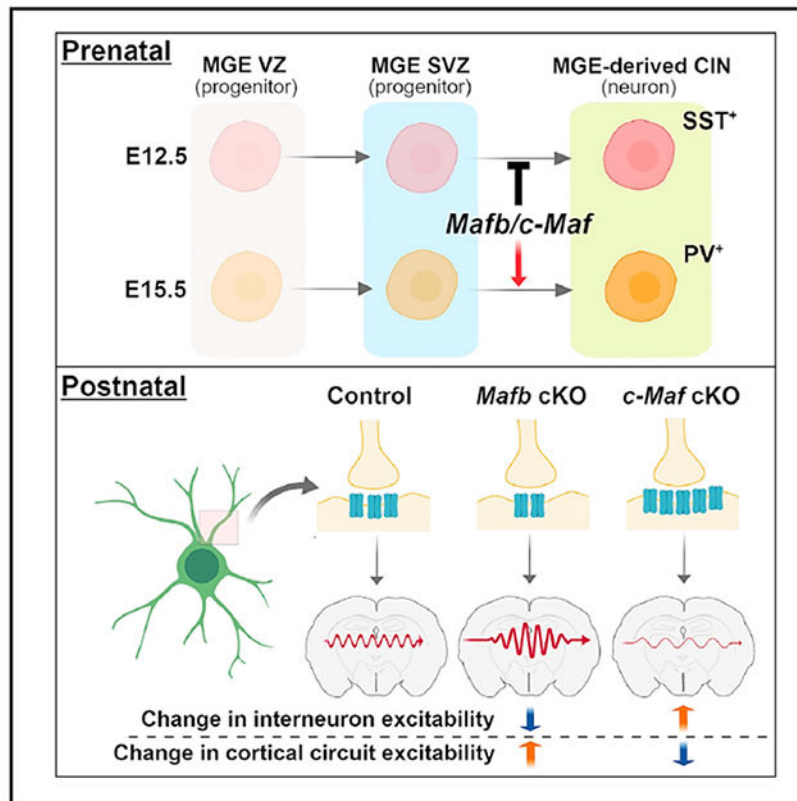 Prenatal
MGE VZ
(progenitor)
MGE SVZ
(progenitor)
MGE-derived CIN
(neuron)
SST+
E12.5
Mafb/c-Maf
PV+
E15.5
Postnatal
Control
Mafb cKO
c-Maf cKO
Change in interneuron excitability
Change in cortical circuit excitability